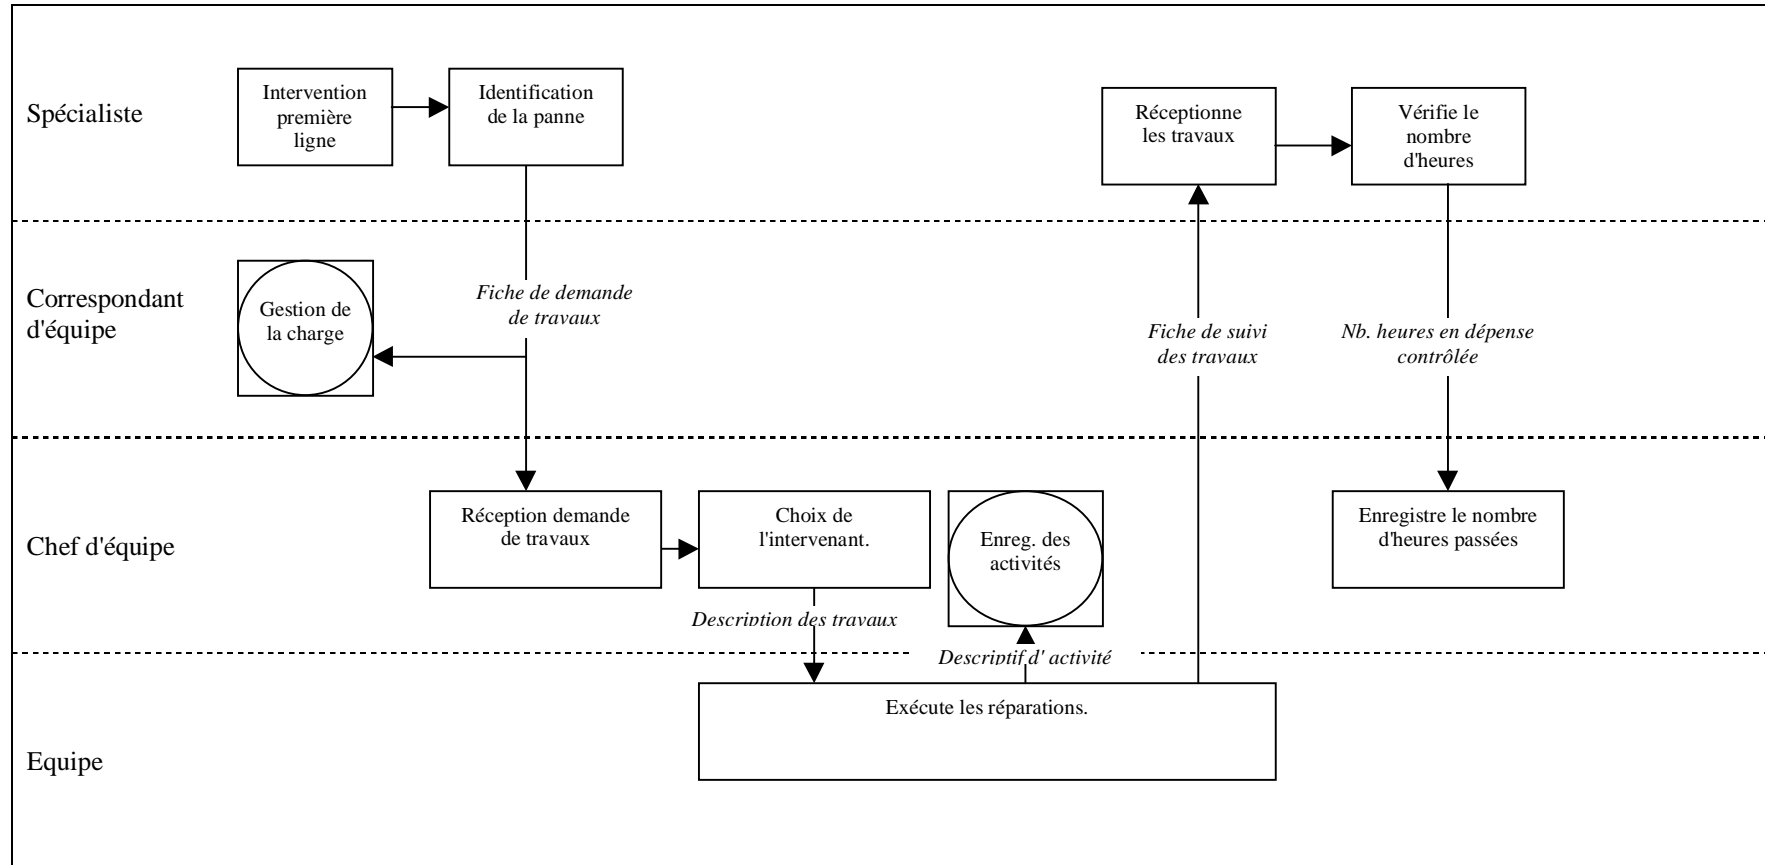 Spécialiste
Intervention
première
ligne
Identification
de la panne
Réceptionne
les travaux
Vérifie le
nombre
d'heures
Correspondant
d'équipe
Gestion de
la charge
Fiche de demande
de travaux
Fiche de suivi
des travaux
Nb. heures en dépense
contrôlée
Chef d'équipe
Réception demande
de travaux
Choix de
l'intervenant.
Enreg. des
activités
Enregistre le nombre
d'heures passées
Description des travaux
Descriptif d' activité
Equipe
Exécute les réparations.